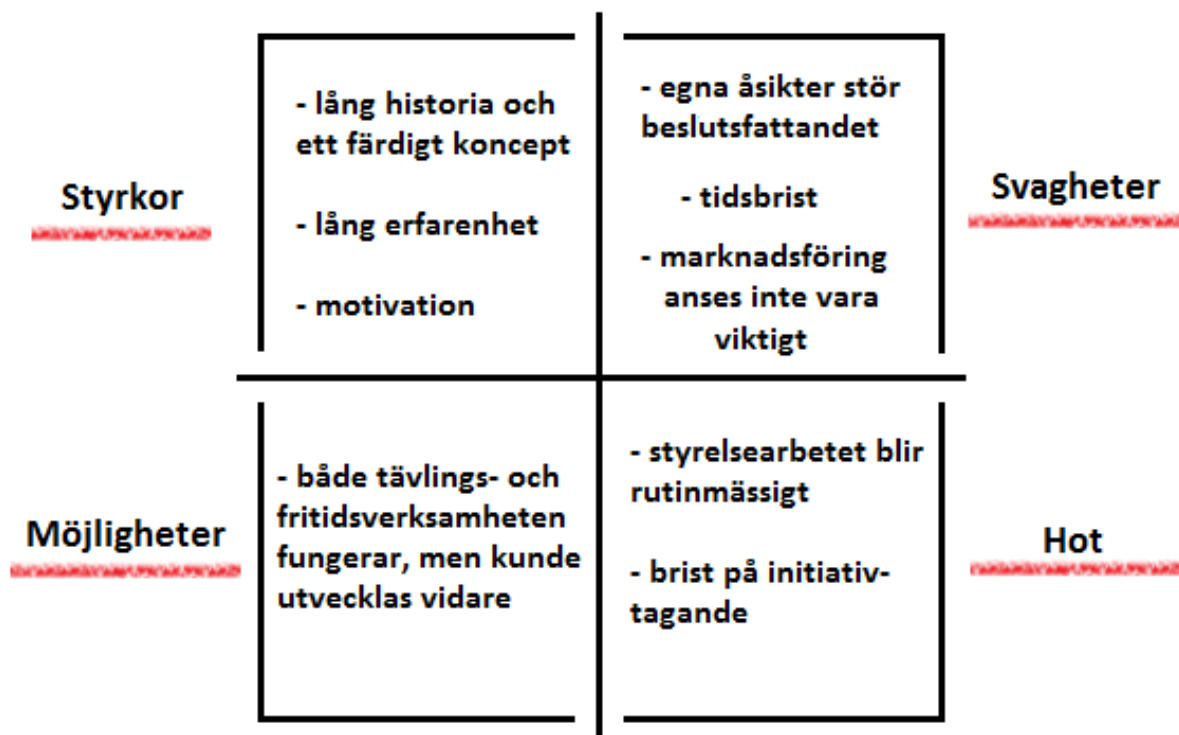 Styrkor
- lång historia och
ett färdigt koncept
- lång erfarenhet
- motivation
- egna åsikter stör
beslutsfattandet
- tidsbrist
- marknadsföring
anses inte vara
viktigt
Svagheter
Möjligheter
- både tävlings- och
fritidsverksamheten
fungerar, men kunde
utvecklas vidare
- styrelsearbetet blir
rutinmässigt
- brist på initiativ-
tagande
Hot